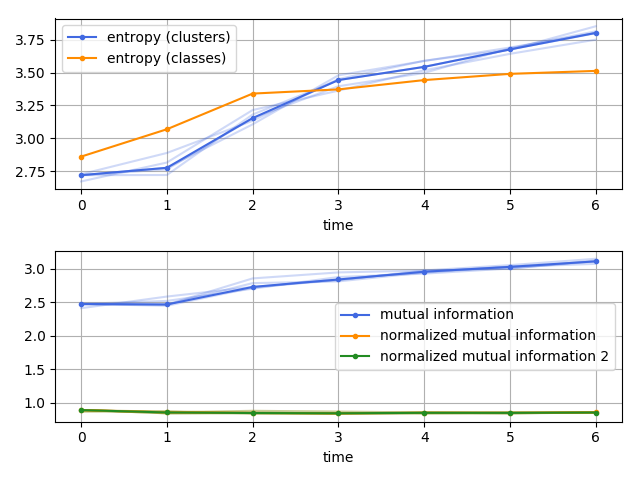 entropy (clusters)
entropy (classes)
3.75
3.50
3.25
3.00
2.75
0 1 2 3 4 5 6
time
mutual information
normalized mutual information
normalized mutual information 2
3.0
2.5
2.0
1.5
1.0
0 1 2 3 4 5 6
time